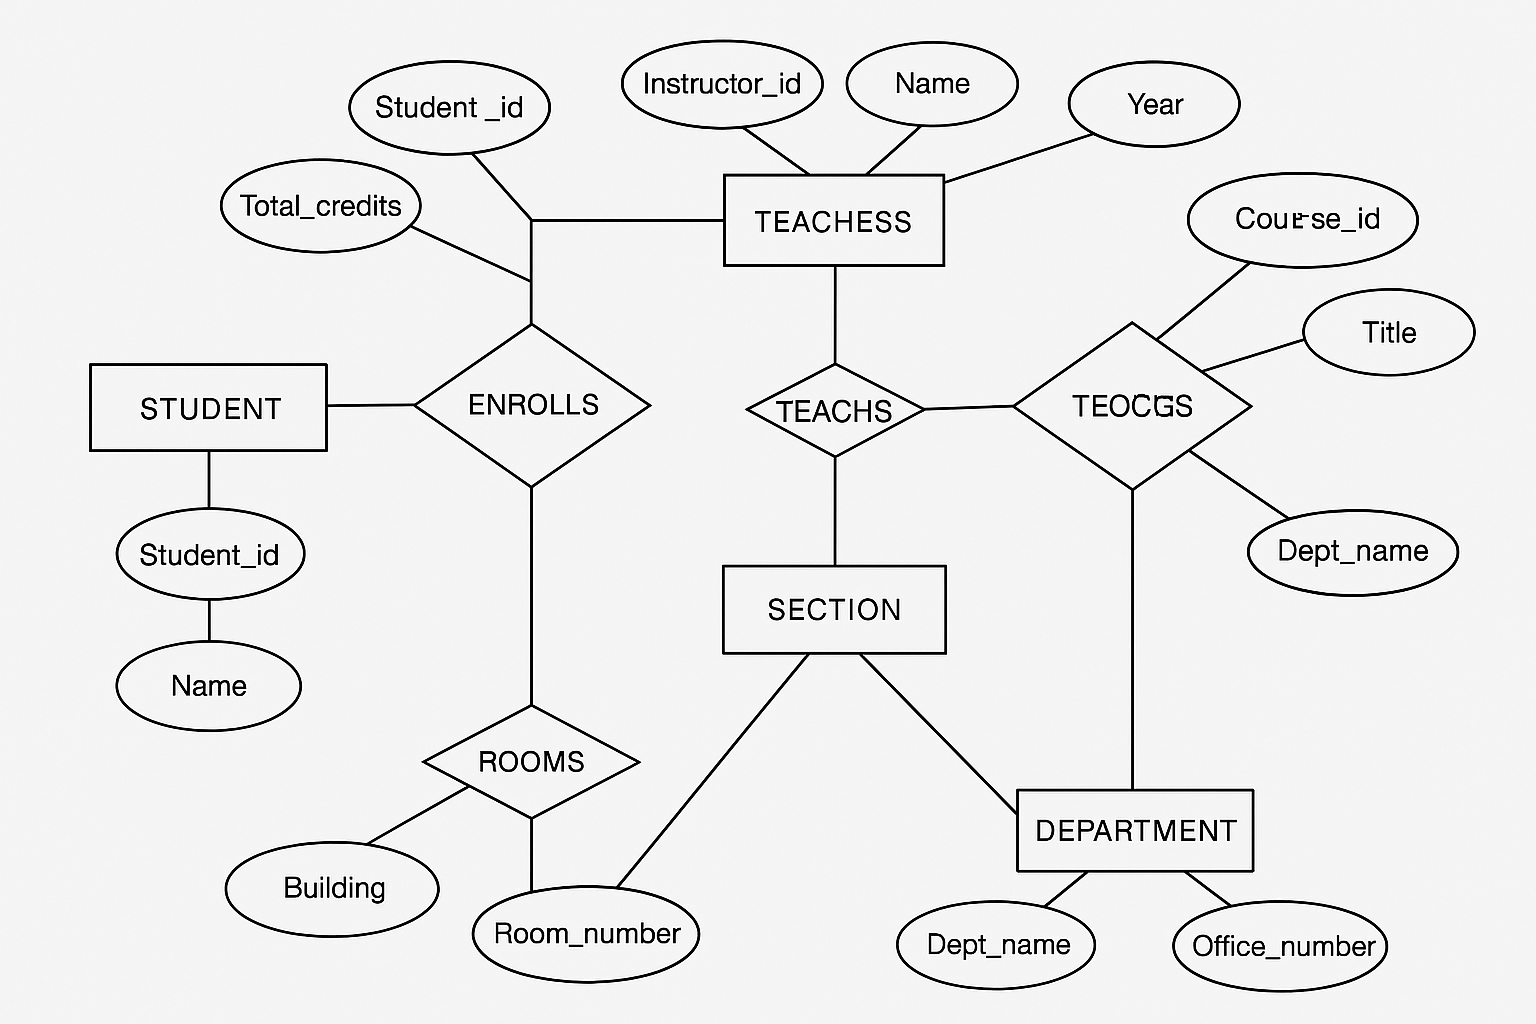 Instructor_id
Name
Year
Student _id
Total_credits
TEACHESS
Course_id
Title
STUDENT
ENROLLS
TEACHS
Student_id
Dept_name
SECTION
Name
ROOMS
DEPARTMENT
Building
Room_number
Dept_name
Office_number